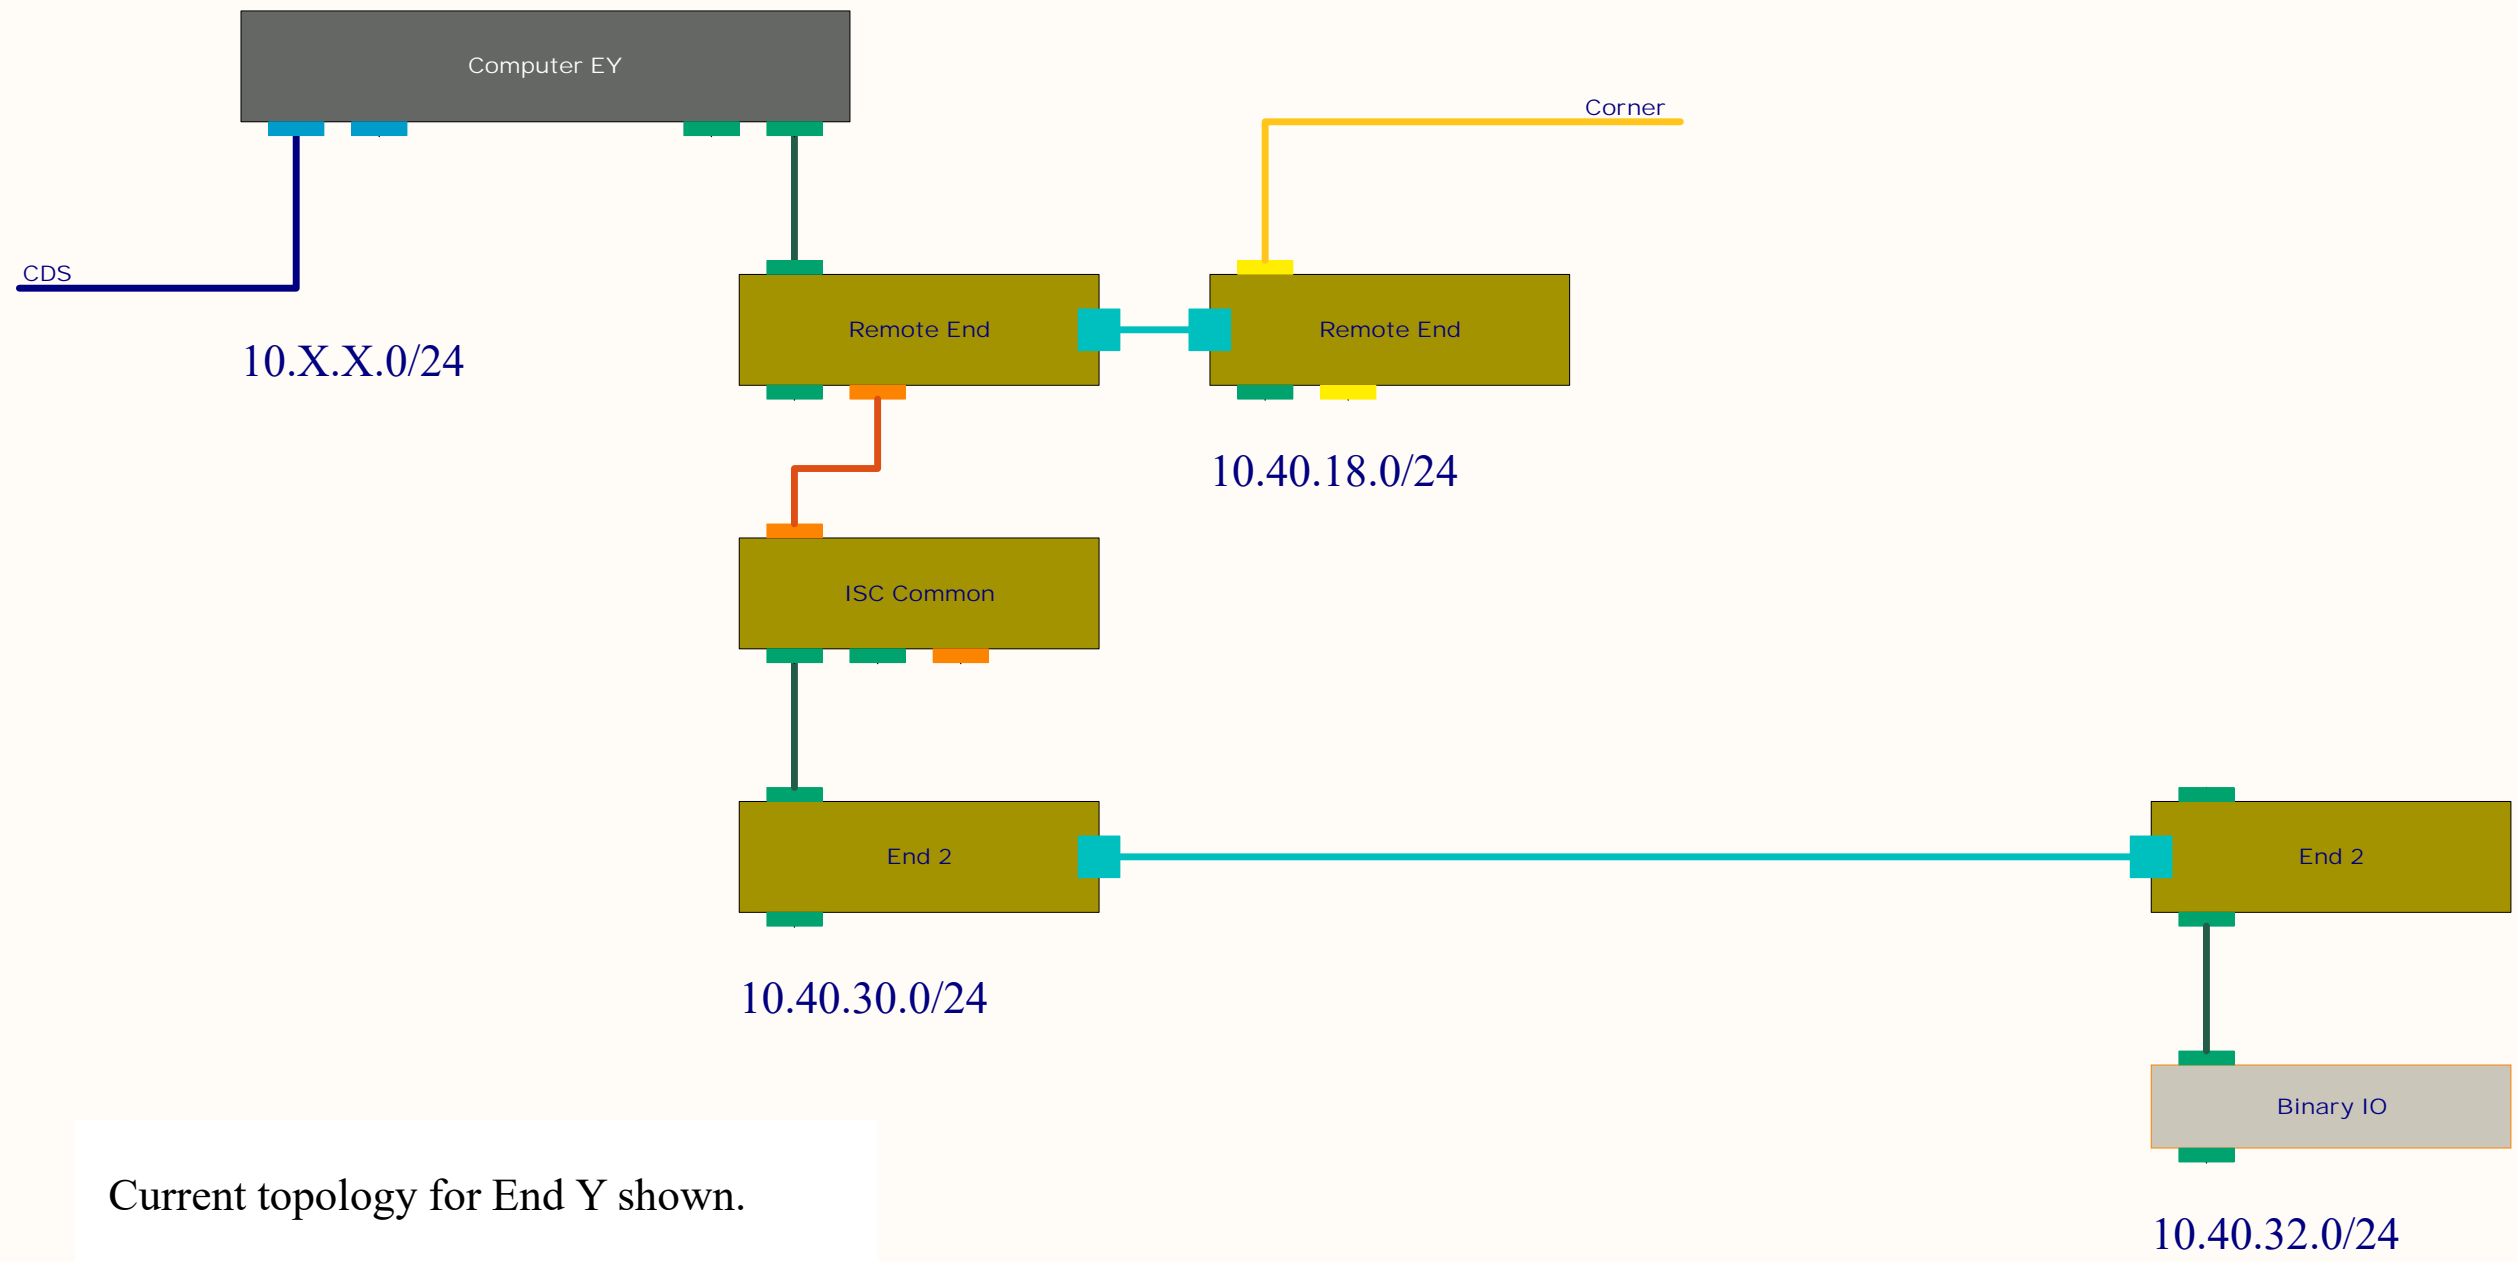 Computer EY
Corner
CDS
Remote End
Remote End
10.X.X.0/24
10.40.18.0/24
ISC Common
End 2
End 2
10.40.30.0/24
Binary IO
Current topology for End Y shown.
10.40.32.0/24